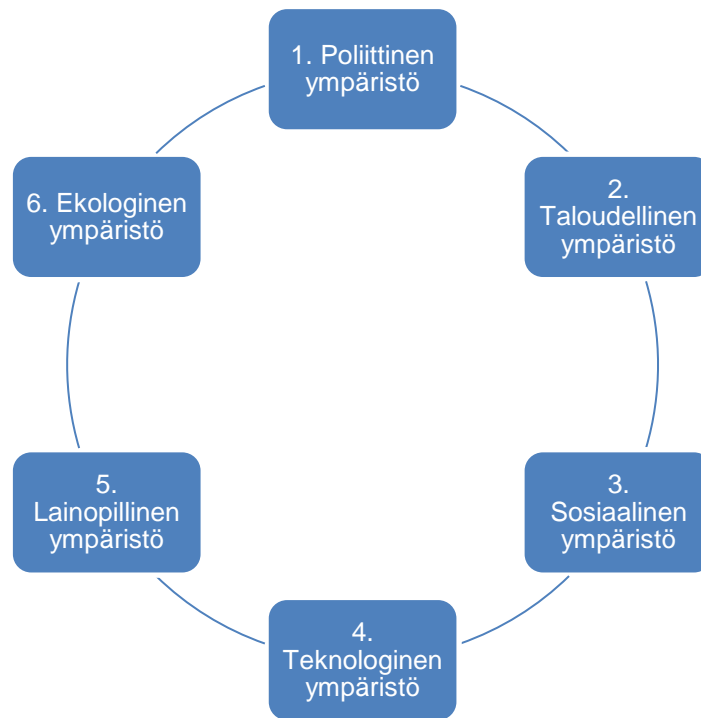 1. Poliittinen
ympäristö
2.
Taloudellinen
ympäristö
3.
Sosiaalinen
ympäristö
4.
Teknologinen
ympäristö
5.
Lainopillinen
ympäristö
6. Ekologinen
ympäristö